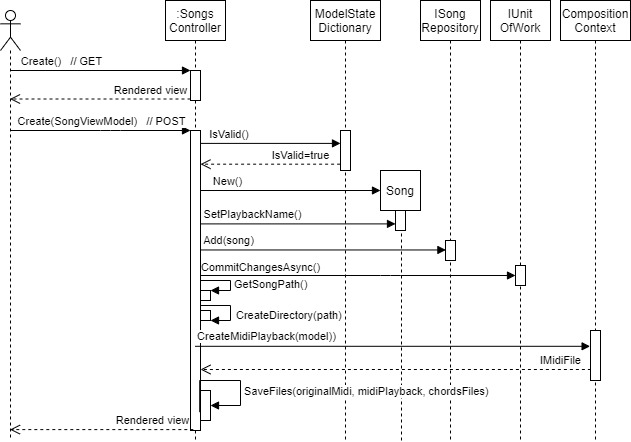 :Songs
Controller
ModelState
Dictionary
ISong
Repository
IUnit
OfWork
Composition
Context
Create()   // GET
Rendered view
Create(SongViewModel)   // POST
IsValid()
IsValid=true
New()
Song
SetPlaybackName()
Add(song)
CommitChangesAsync()
GetSongPath()
CreateDirectory(path)
CreateMidiPlayback(model))
IMidiFile
SaveFiles(originalMidi, midiPlayback, chordsFiles)
Rendered view